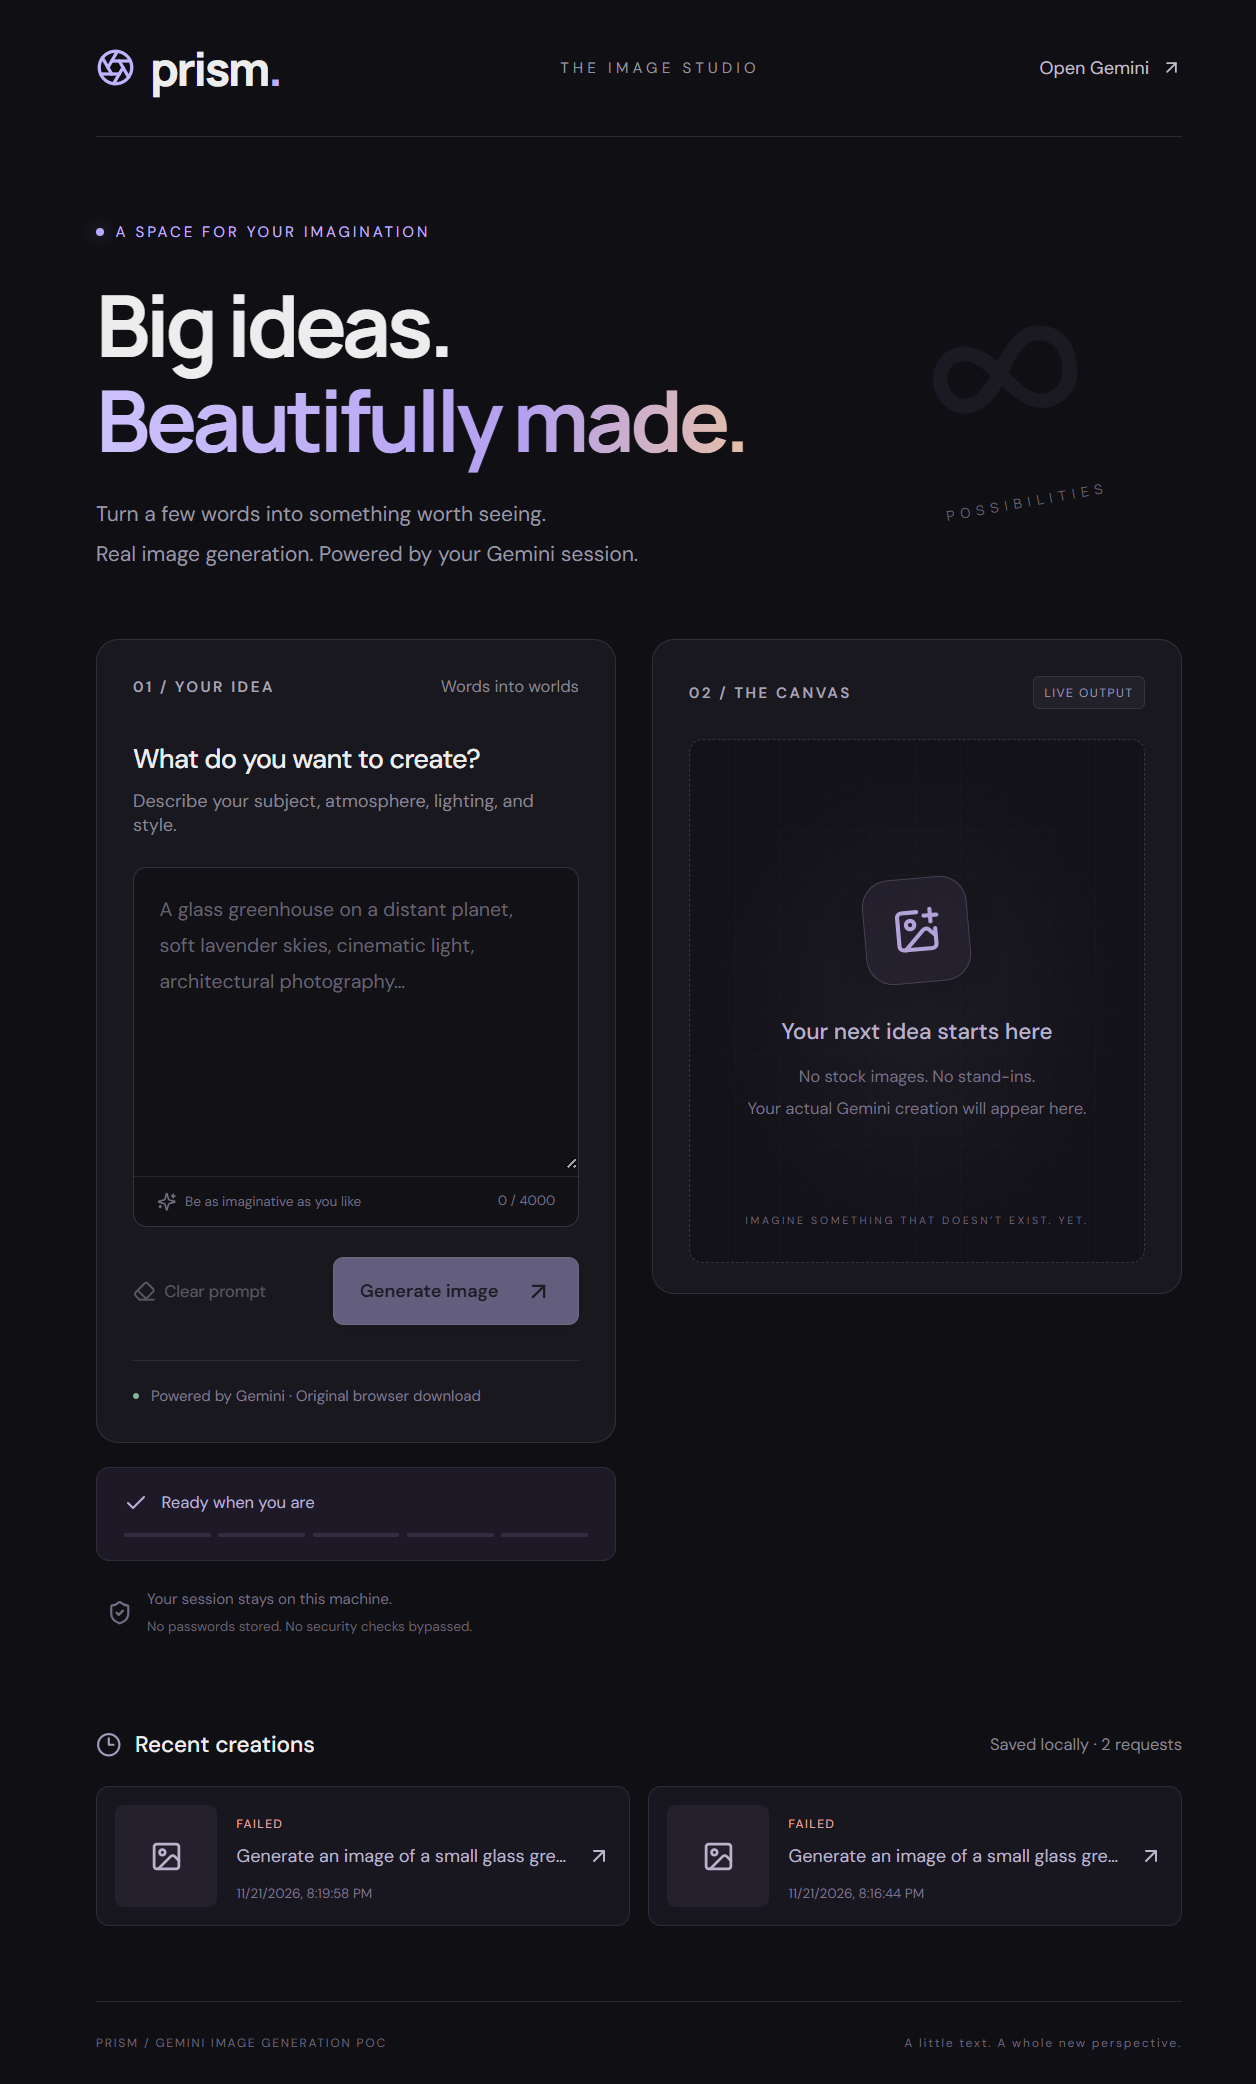 prism.
THE IMAGE STUDIO
Open Gemini
A SPACE FOR YOUR IMAGINATION
Big ideas.
Beautifully made.
Turn a few words into something worth seeing.
Real image generation. Powered by your Gemini session.
POSSIBILITIES
01 / YOUR IDEA
Words into worlds
What do you want to create?
Describe your subject, atmosphere, lighting, and
style.
A glass greenhouse on a distant planet,
soft lavender skies, cinematic light,
architectural photography...
Be as imaginative as you like
0 / 4000
Clear prompt
Generate image
Powered by Gemini · Original browser download
02 / THE CANVAS
LIVE OUTPUT
Your next idea starts here
No stock images. No stand-ins.
Your actual Gemini creation will appear here.
IMAGINE SOMETHING THAT DOESN'T EXIST. YET.
Ready when you are
Your session stays on this machine.
No passwords stored. No security checks bypassed.
Recent creations
Saved locally · 2 requests
FAILED
Generate an image of a small glass gre...
11/21/2026, 8:19:58 PM
FAILED
Generate an image of a small glass gre...
11/21/2026, 8:16:44 PM
PRISM / GEMINI IMAGE GENERATION POC
A little text. A whole new perspective.